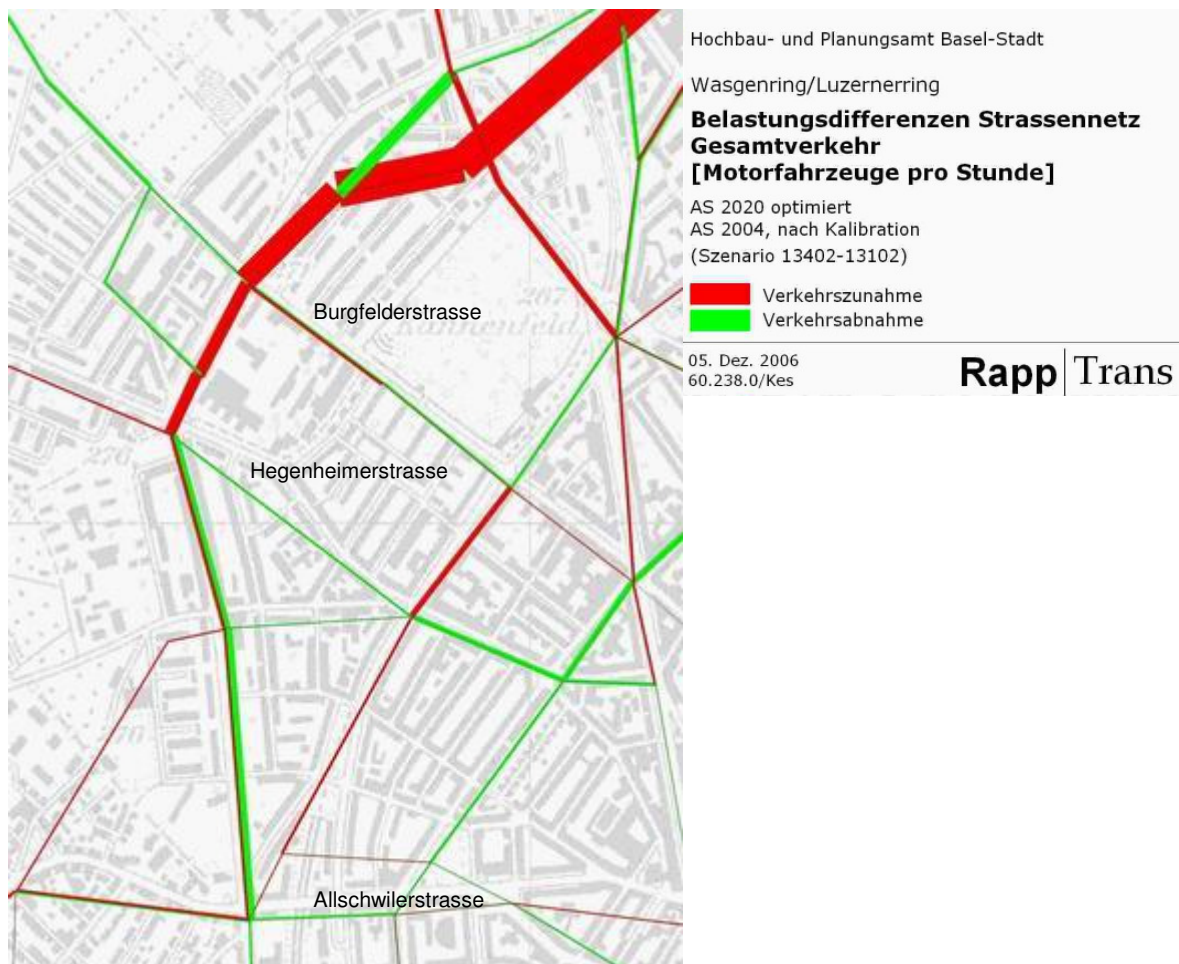 Hochbau- und Planungsamt Basel-Stadt
Wasgenring/Luzernerring
Belastungsdifferenzen Strassennetz
Gesamtverkehr
[Motorfahrzeuge pro Stunde]
AS 2020 optimiert
AS 2004, nach Kalibration
(Szenario 13402-13102)
Verkehrszunahme
Verkehrsabnahme
05. Dez. 2006
60.238.0/Kes
Rapp Trans
Burgfelderstrasse
Hegenheimerstrasse
Allschwilerstrasse